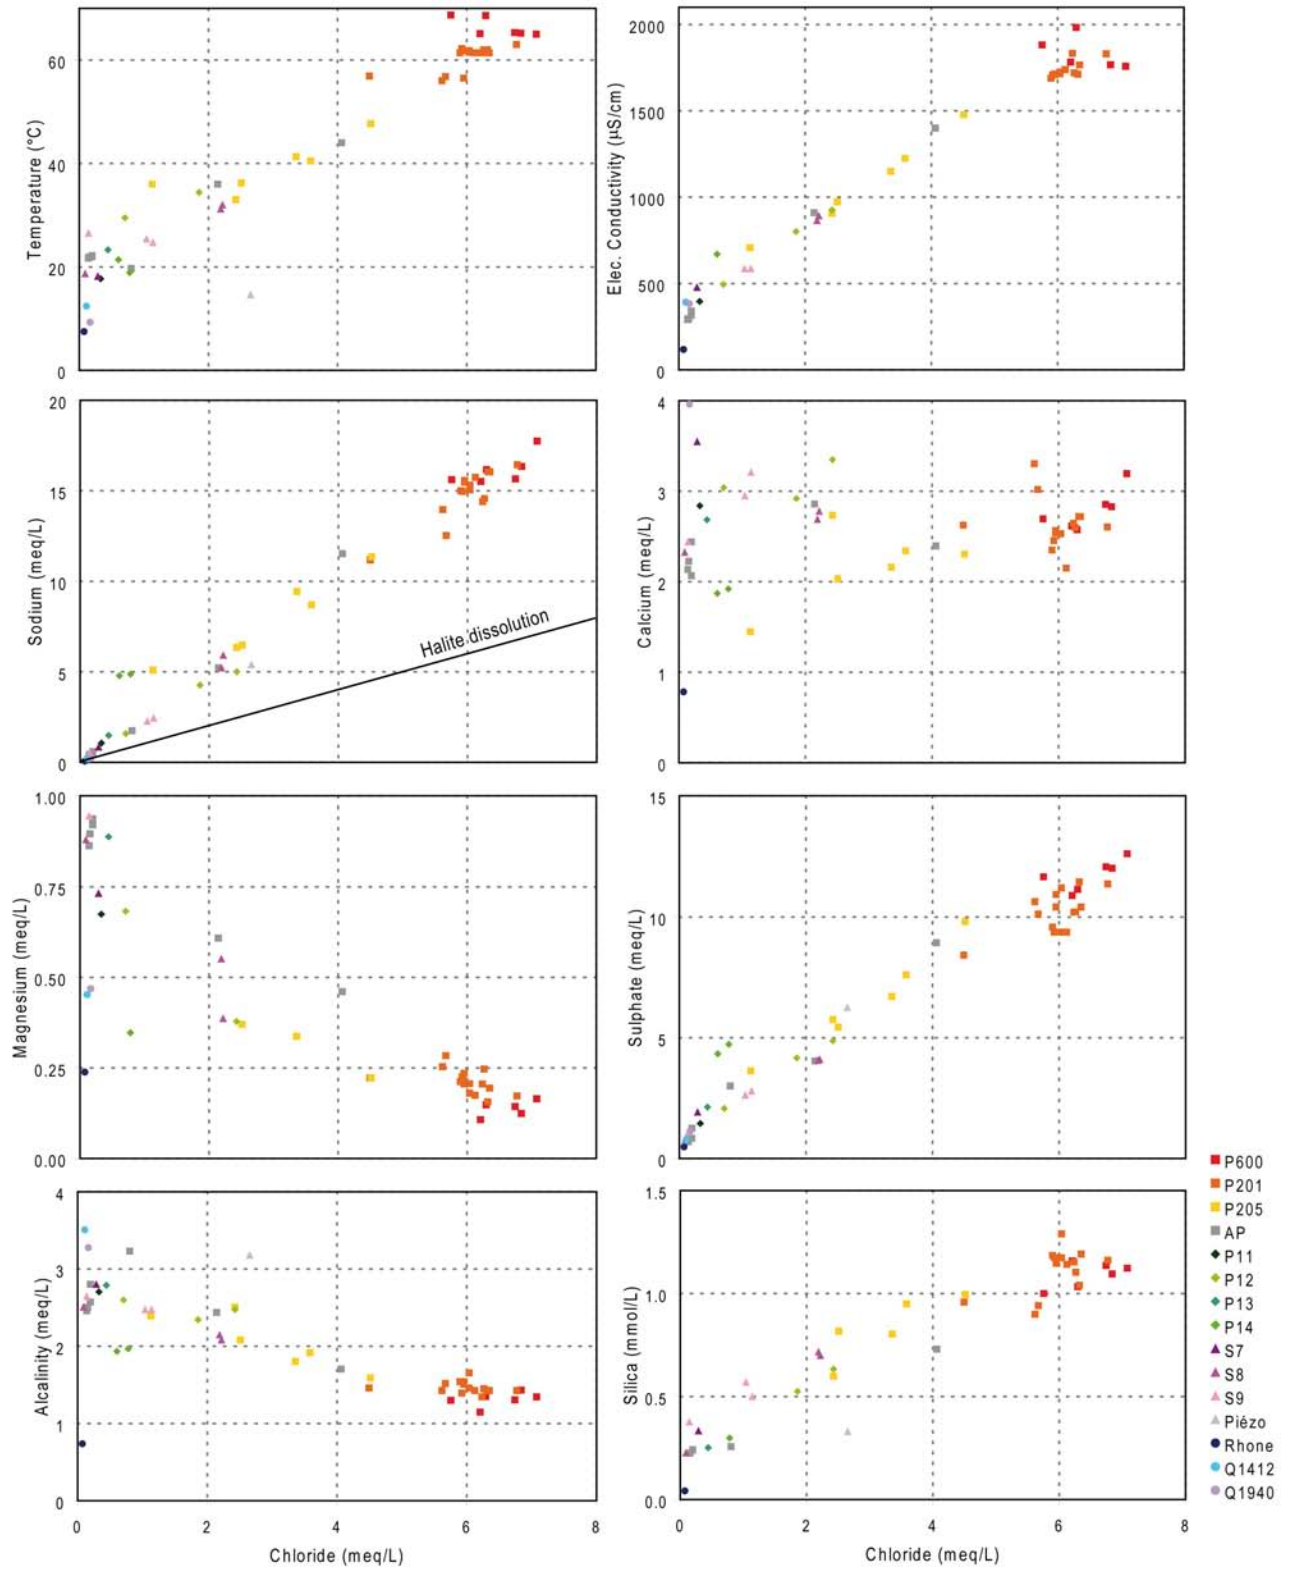 Temperature (°C)
60
40
20
0
Elec. Conductivity (µS/cm)
2000
1500
1000
500
0
Sodium (meq/L)
20
15
10
5
0
Halite dissolution
Calcium (meq/L)
4
3
2
1
0
Magnesium (meq/L)
1.00
0.75
0.50
0.25
0.00
Sulphate (meq/L)
15
10
5
0
Alcalinity (meq/L)
4
3
2
1
0
0 2 4 6 8
Chloride (meq/L)
Silica (mmol/L)
1.5
1.0
0.5
0.0
0 2 4 6 8
Chloride (meq/L)
P600
P201
P205
AP
P11
P12
P13
P14
S7
S8
S9
Piézo
Rhone
Q1412
Q1940